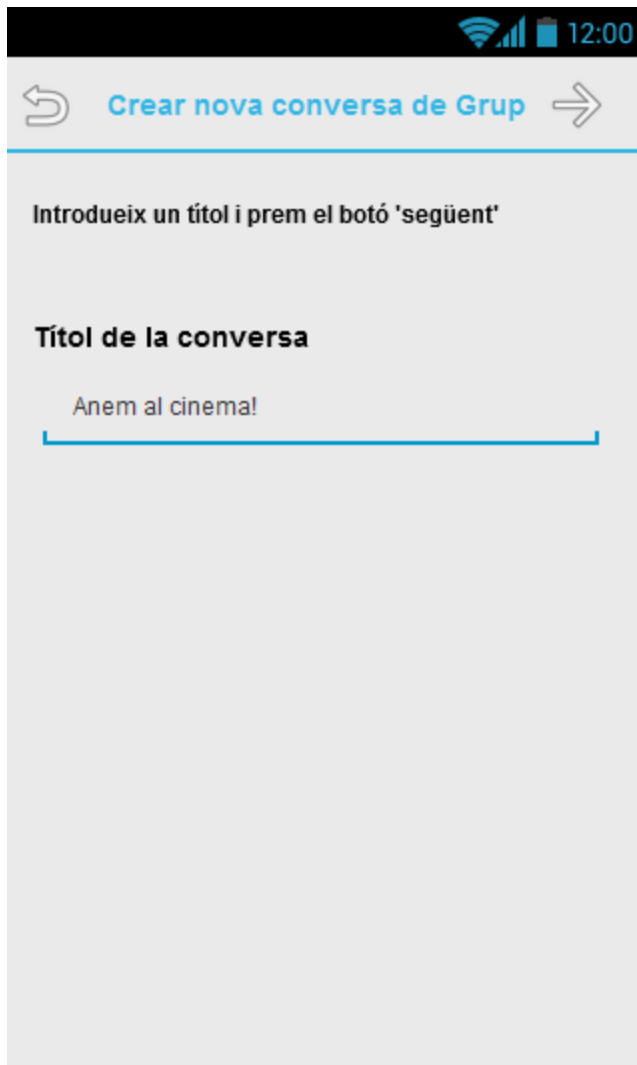 12:00
Crear nova conversa de Grup
Introdueix un títol i prem el botó 'següent'
Títol de la conversa
Anem al cinema!